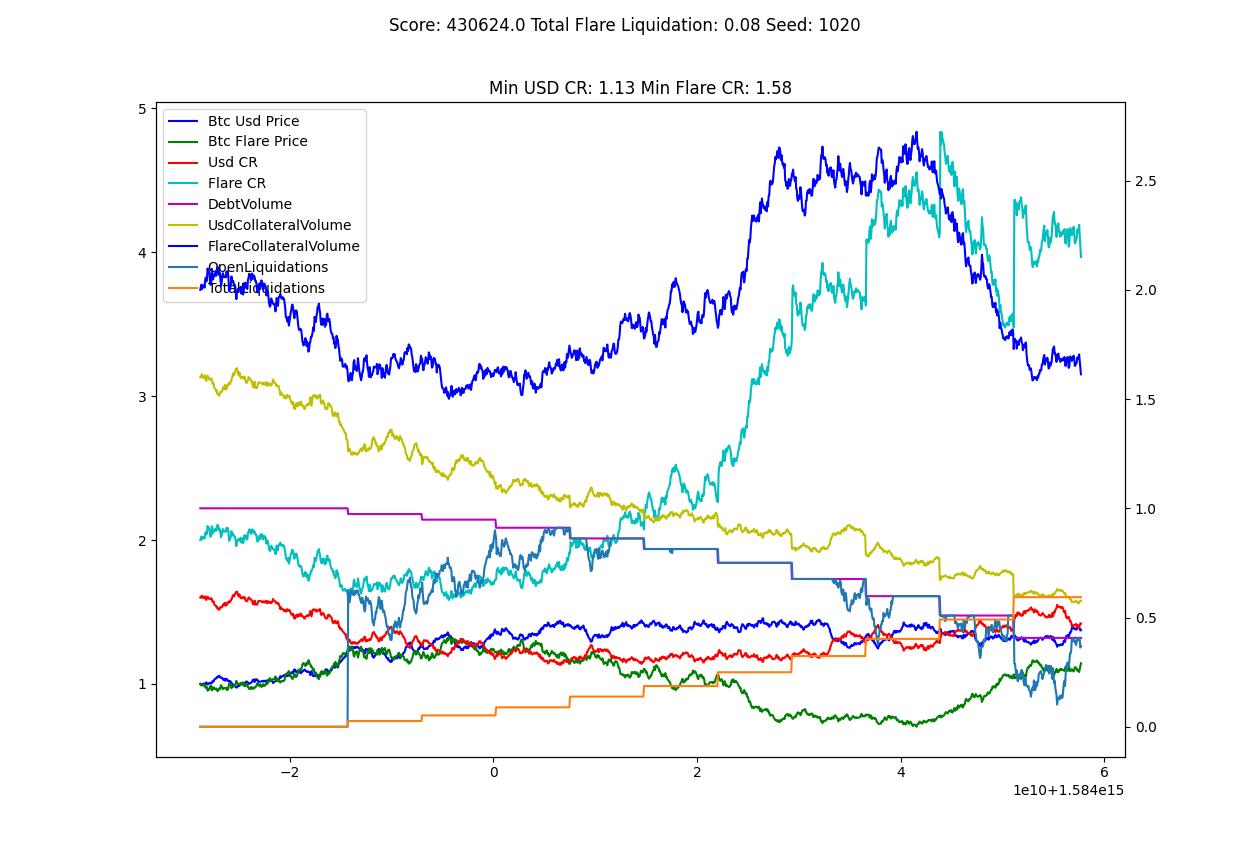 Score: 430624.0 Total Flare Liquidation: 0.08 Seed: 1020
Min USD CR: 1.13 Min Flare CR: 1.58
Btc Usd Price
Btc Flare Price
Usd CR
Flare CR
DebtVolume
UsdCollateralVolume
FlareCollateralVolume
OpenLiquidations
TotalLiquidations
5
4
3
2
1
2.5
2.0
1.5
1.0
0.5
0.0
−2
0
2
4
6
1e10+1.584e15